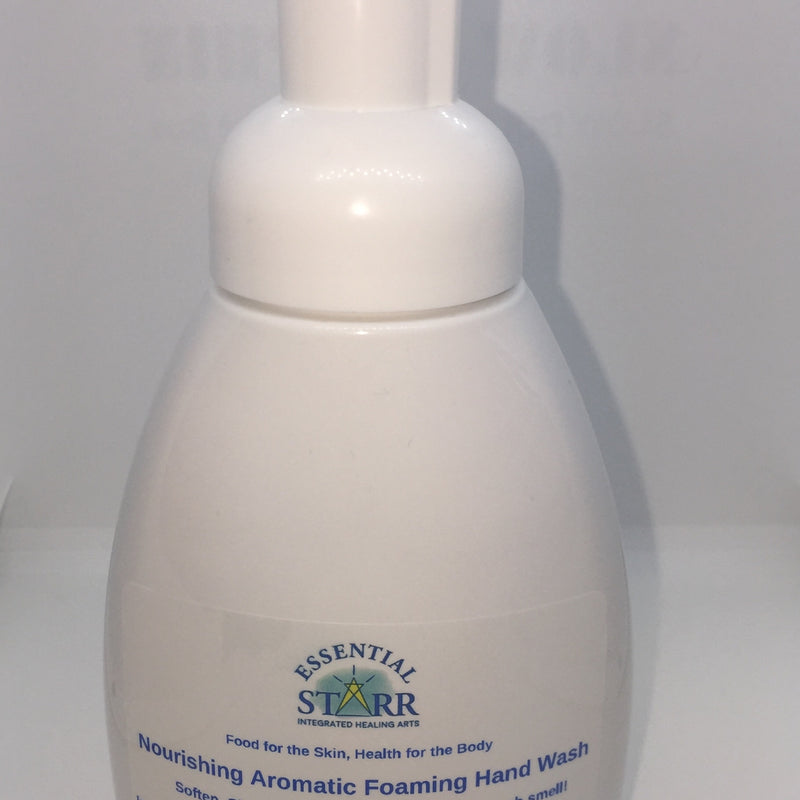 ESSENTIAL
STARR
INTEGRATED HEALING ARTS
Food for the Skin, Health for the Body
Nourishing Aromatic Foaming Hand Wash
Soften, smell!